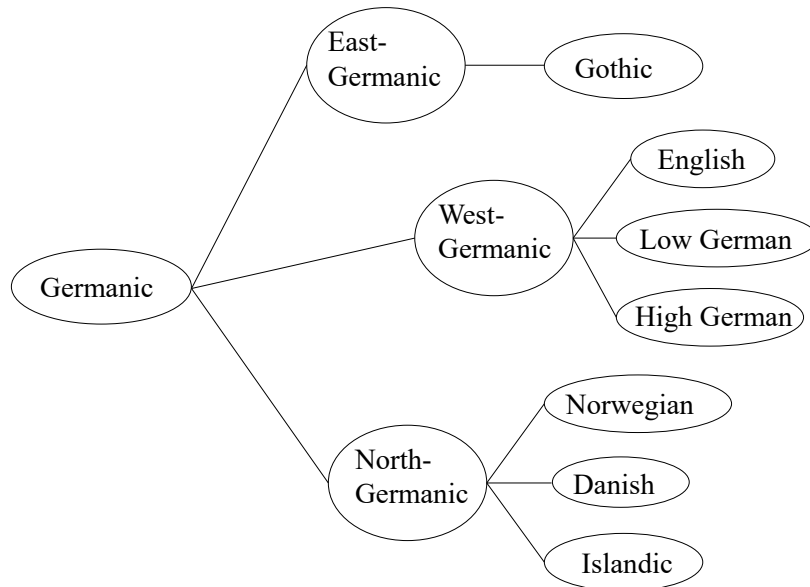 East-
Germanic
Gothic
English
West-
Germanic
Low German
Germanic
High German
Norwegian
North-
Germanic
Danish
Islandic